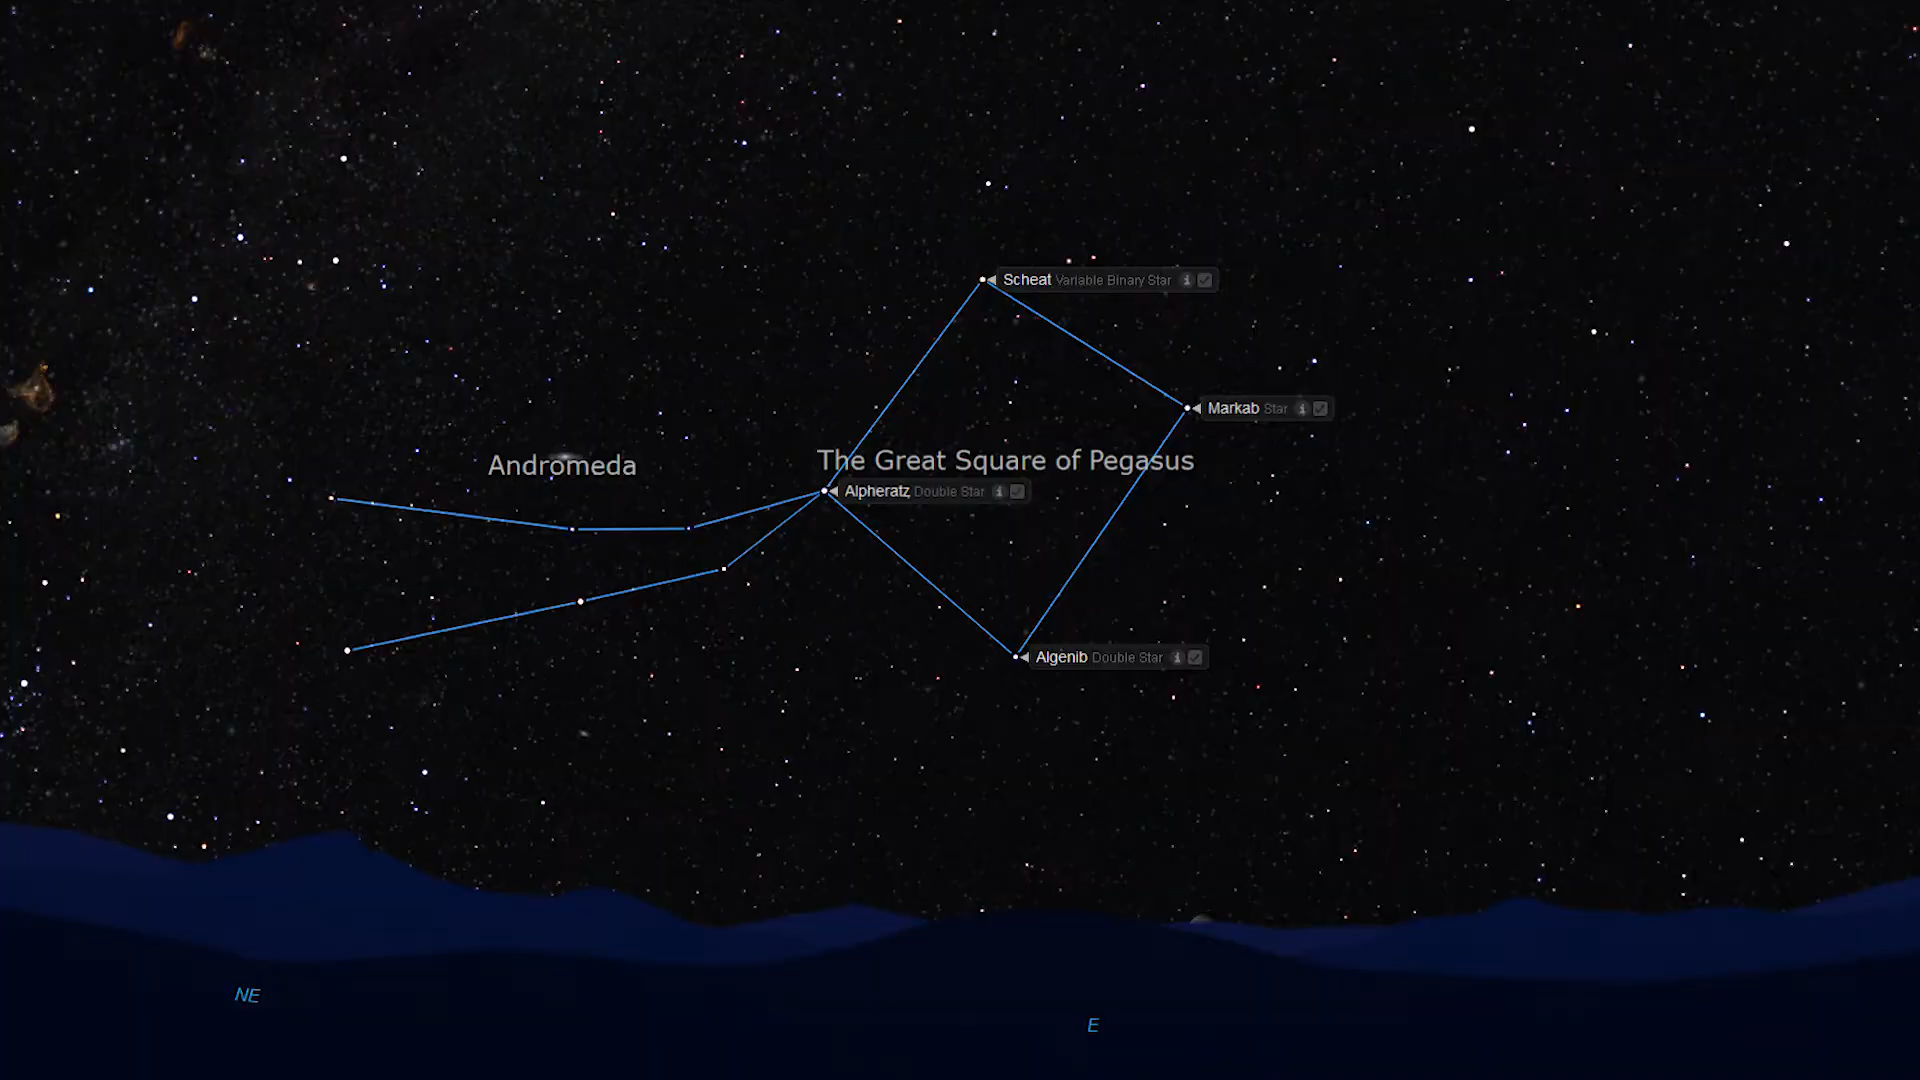 Scheat Variable Binary Star i
Markab Star i
Andromeda
The Great Square of Pegasus
Alpheratz Double Star i
Algenib Double Star i
NE
E